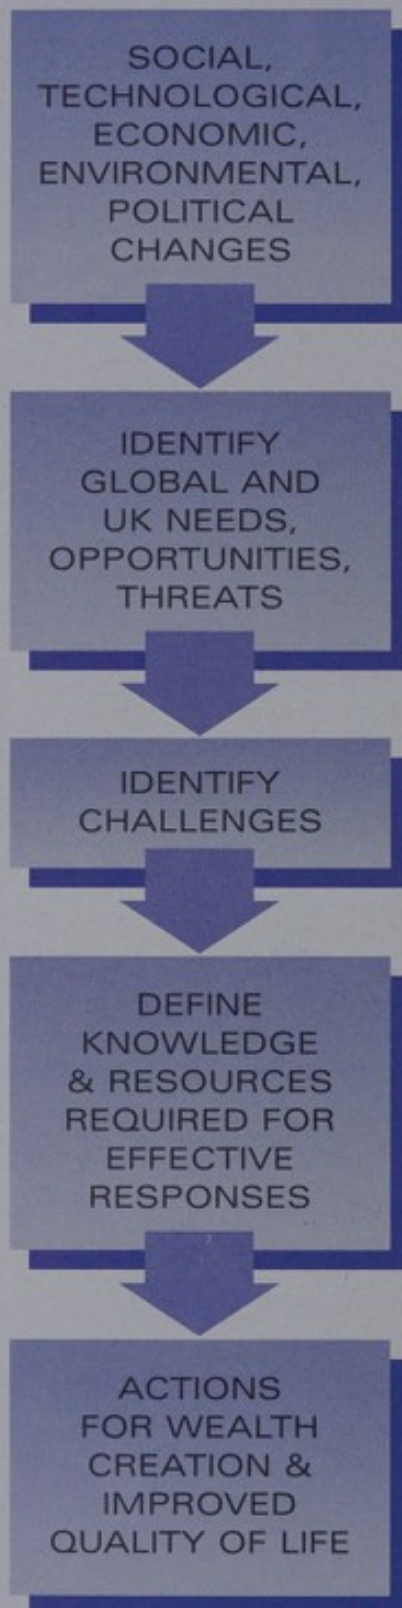 SOCIAL,
TECHNOLOGICAL,
ECONOMIC,
ENVIRONMENTAL,
POLITICAL
CHANGES
IDENTIFY
GLOBAL AND
UK NEEDS,
OPPORTUNITIES,
THREATS
IDENTIFY
CHALLENGES
DEFINE
KNOWLEDGE
& RESOURCES
REQUIRED FOR
EFFECTIVE
RESPONSES
ACTIONS
FOR WEALTH
CREATION &
IMPROVED
QUALITY OF LIFE